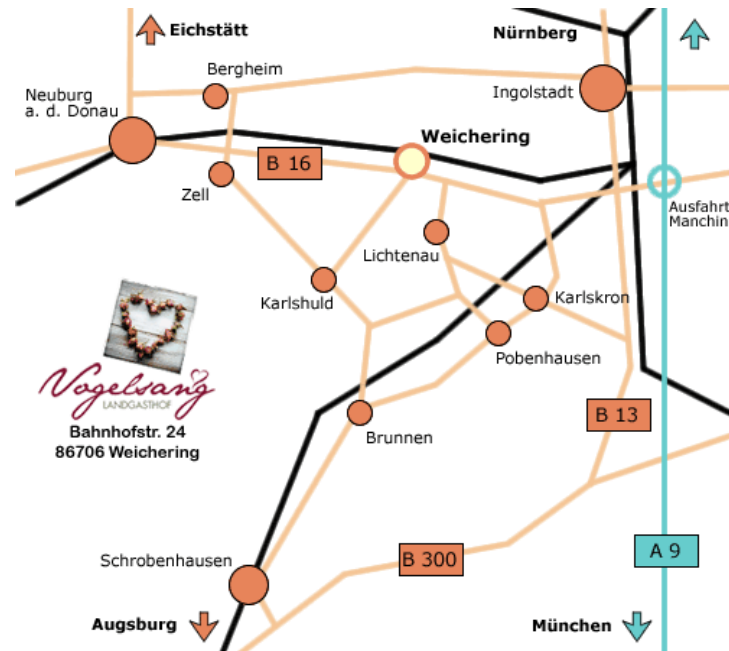 Eichstätt
Nürnberg
Bergheim
Neuburg
a. d. Donau
Ingolstadt
Weichering
B 16
Zell
Ausfahrt
Manchin
Lichtenau
Karlshuld
Karlskron
Pobenhausen
Vogelsang
LANDGASTHOF
Bahnhofstr. 24
86706 Weichering
B 13
Brunnen
Schrobenhausen
B 300
A 9
Augsburg
München